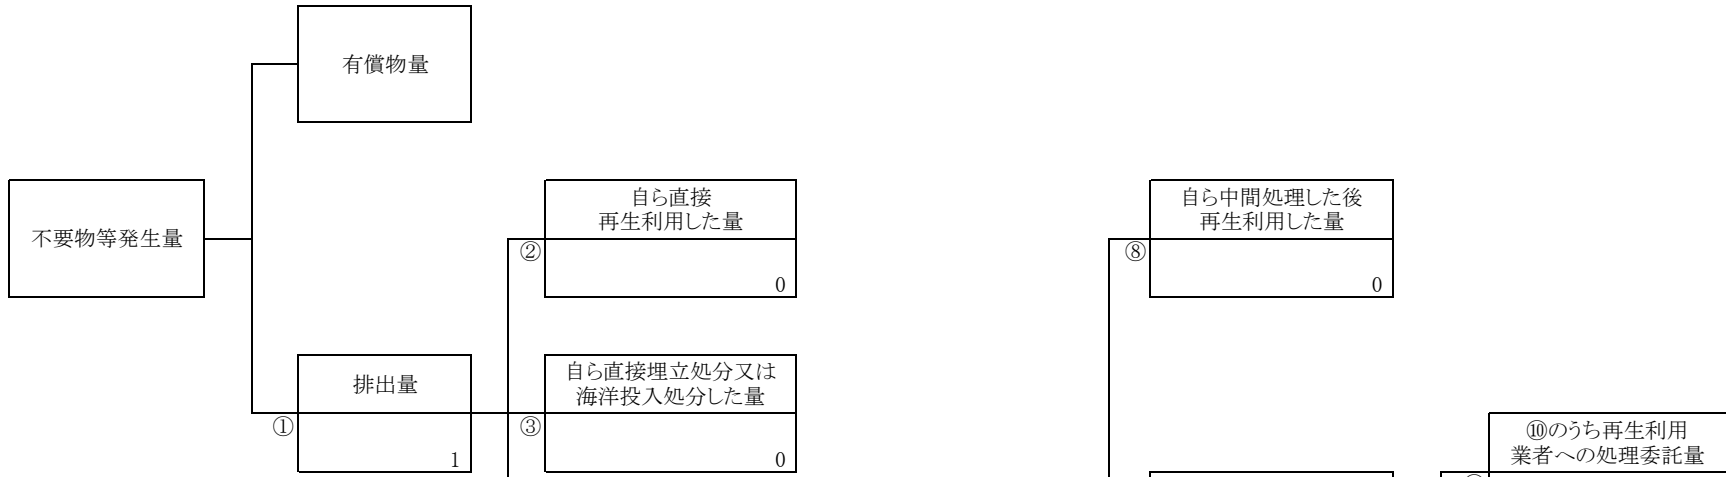 有償物量
不要物等発生量
自ら直接
再生利用した量
②
0
自ら中間処理した後
再生利用した量
⑧
0
排出量
①
1
自ら直接埋立処分又は
海洋投入処分した量
③
0
⑩のうち再生利用
業者への処理委託量